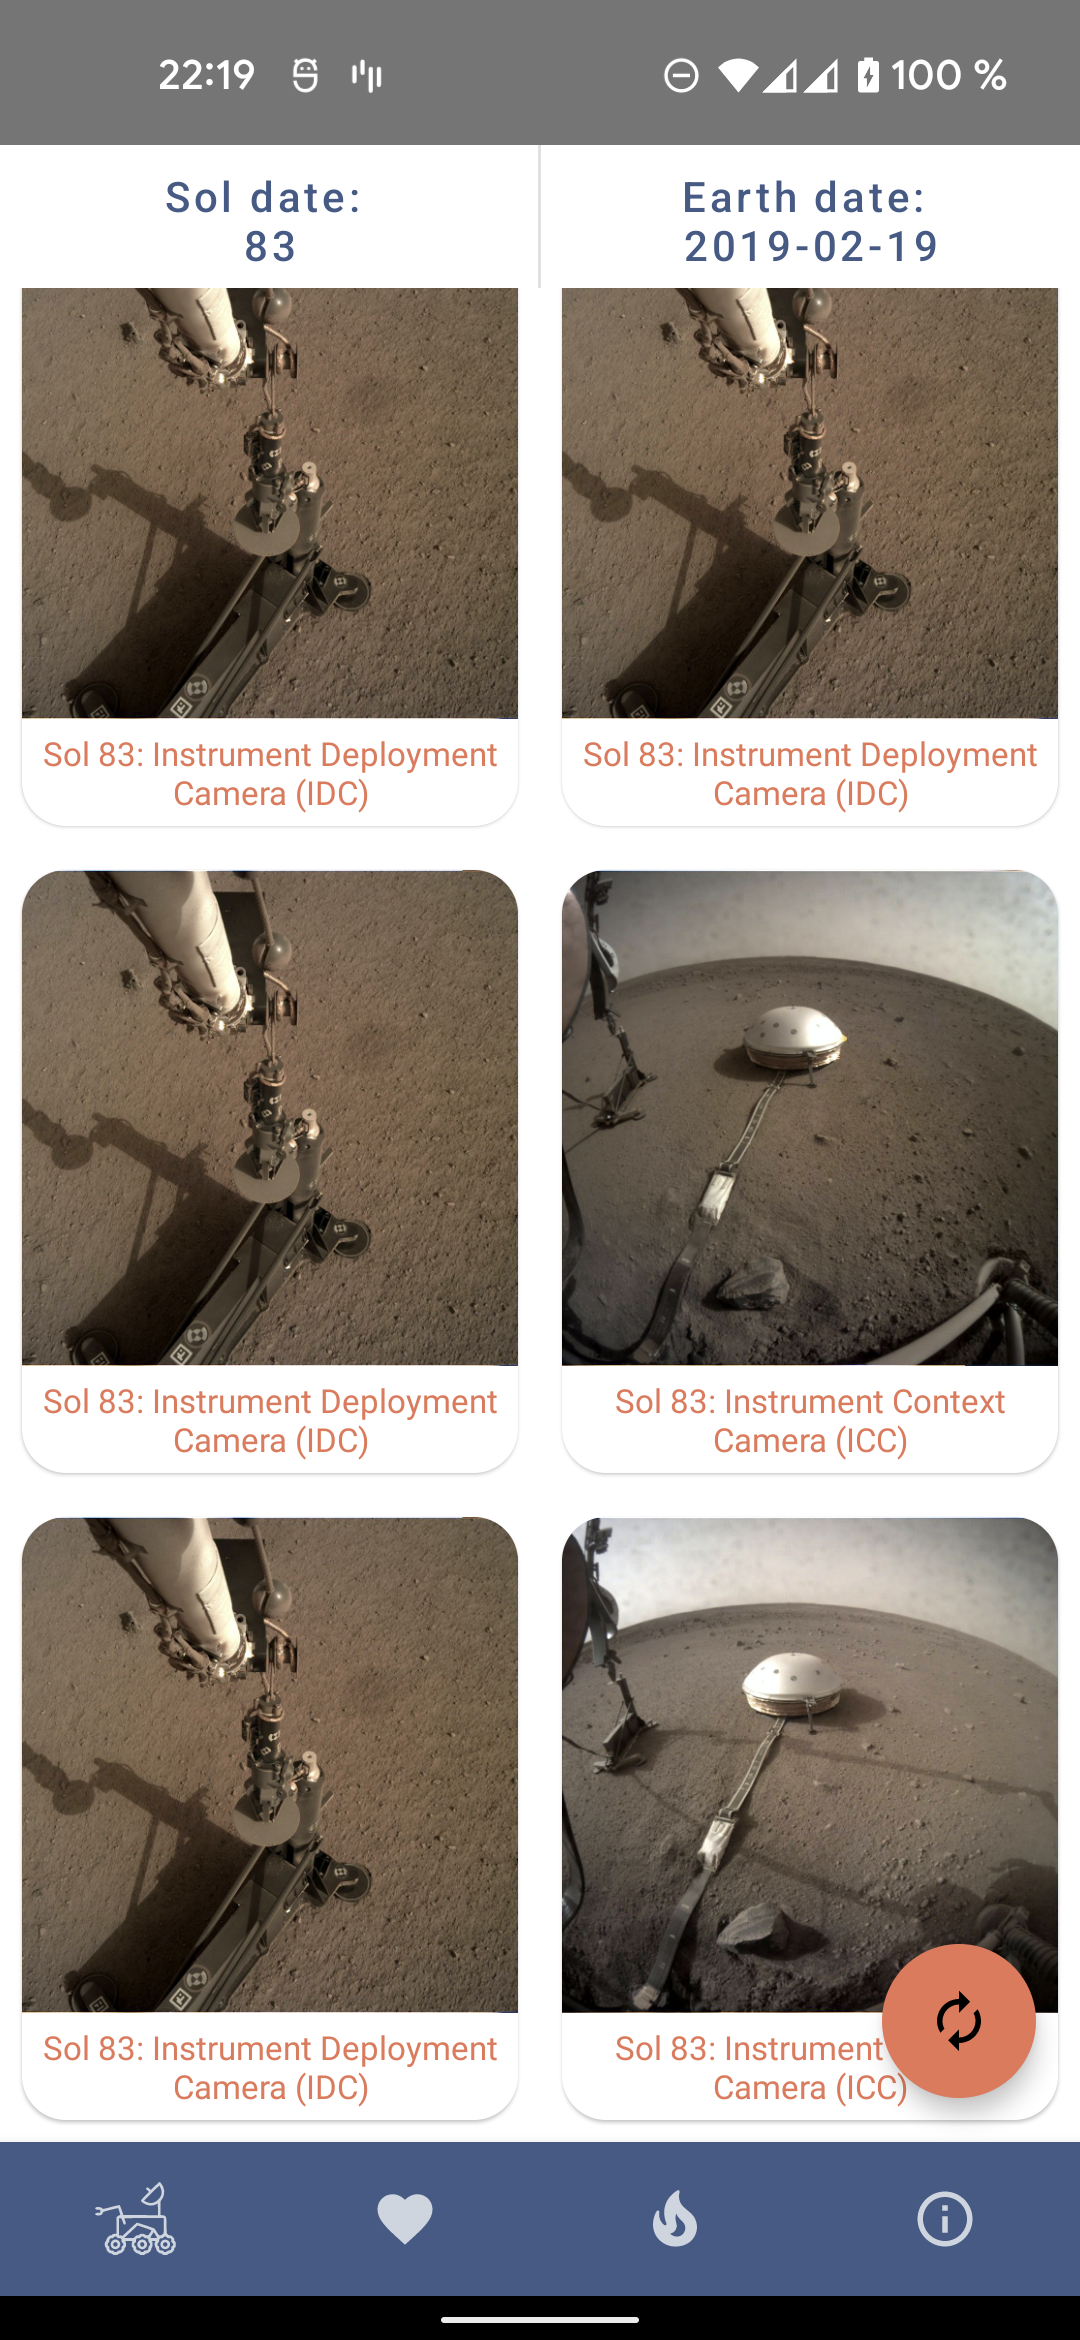 22:19
100 %
Sol date:
83
Earth date:
2019-02-19
Sol 83: Instrument Deployment
Camera (IDC)
Sol 83: Instrument Deployment
Camera (IDC)
Sol 83: Instrument Deployment
Camera (IDC)
Sol 83: Instrument Context
Camera (ICC)
Sol 83: Instrument Deployment
Camera (IDC)
Sol 83: Instrument
Camera (ICC)